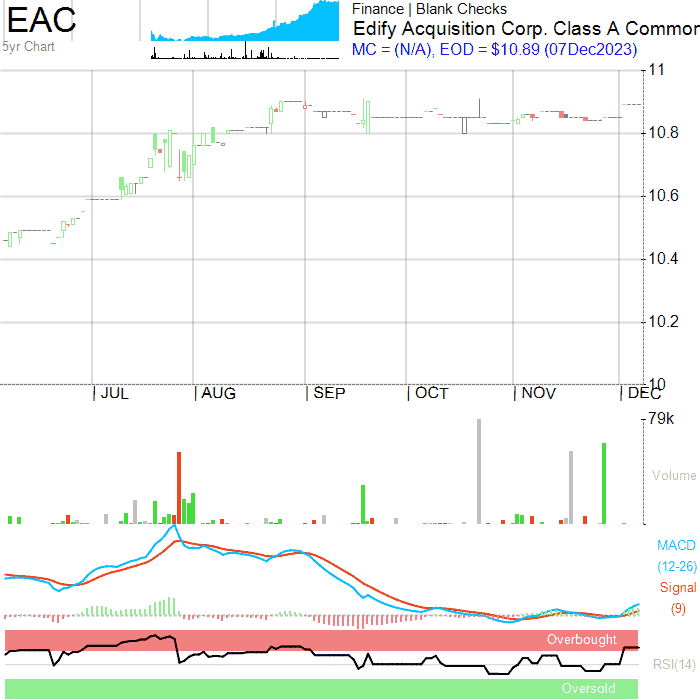 EAC
5yr Chart
Finance | Blank Checks
Edify Acquisition Corp. Class A Common
MC = (N/A), EOD = $10.89 (07Dec2023)
11
10.8
10.6
10.4
10.2
10
| JUL | AUG | SEP | OCT | NOV | DEC
79k
Volume
MACD
(12-26)
Signal
(9)
Overbought
RSI(14)
Oversold